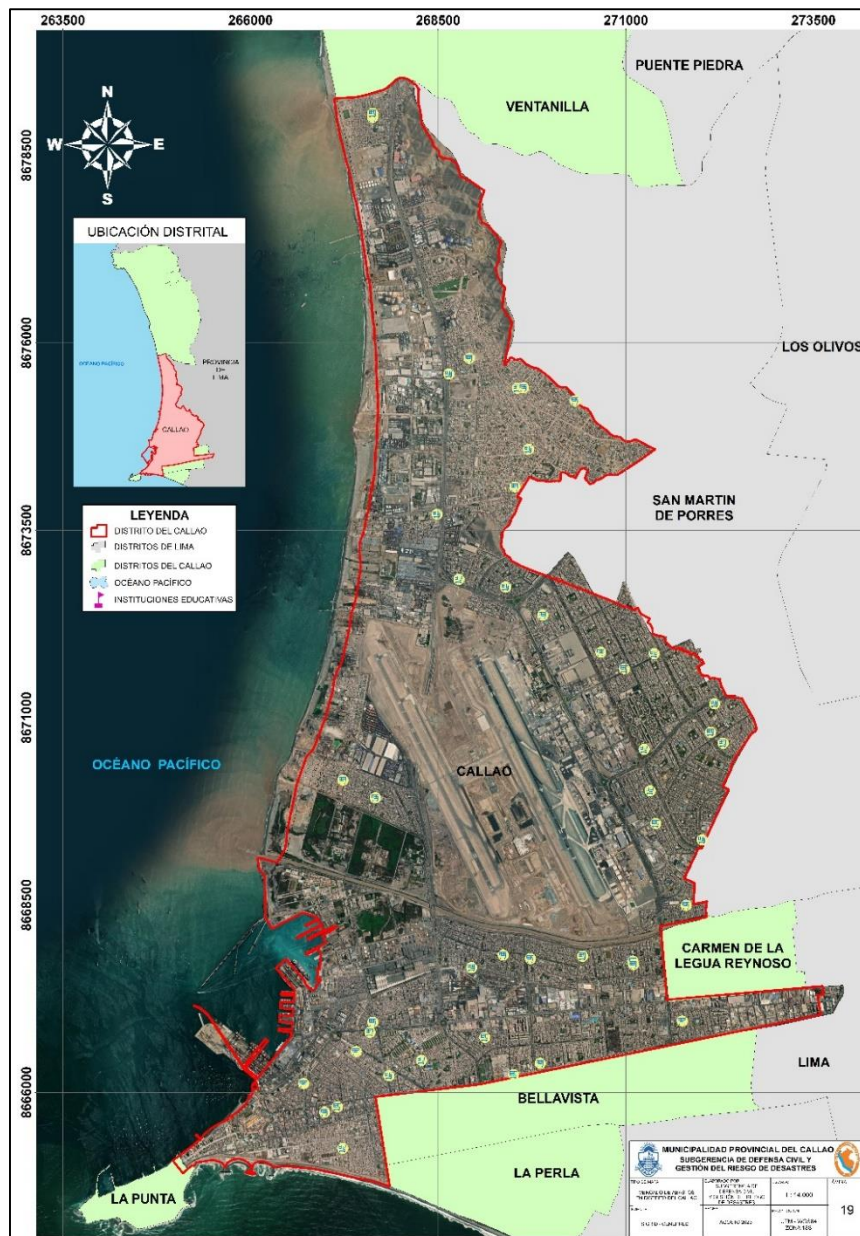 263500 266000 268500 271000 273500
PUENTE PIEDRA
VENTANILLA
N
W E
S
8678500
UBICACIÓN DISTRITAL
OCÉANO PACÍFICO
PROVINCIA
DE
LIMA
CALLAO
8676000
LOS OLIVOS
LEYENDA
DISTRITO DEL CALLAO
DISTRITOS DE LIMA
DISTRITOS DEL CALLAO
OCÉANO PACÍFICO
INSTITUCIONES EDUCATIVAS
SAN MARTIN
DE PORRES
8673500
8671000
OCÉANO PACÍFICO
CALLAO
8668500
CARMEN DE LA
LEGUA REYNOSO
LIMA
8666000
BELLAVISTA
LA PERLA
LA PUNTA
MUNICIPALIDAD PROVINCIAL DEL CALLAO
SUBGERENCIA DE DEFENSA CIVIL Y
GESTIÓN DEL RIESGO DE DESASTRES
19